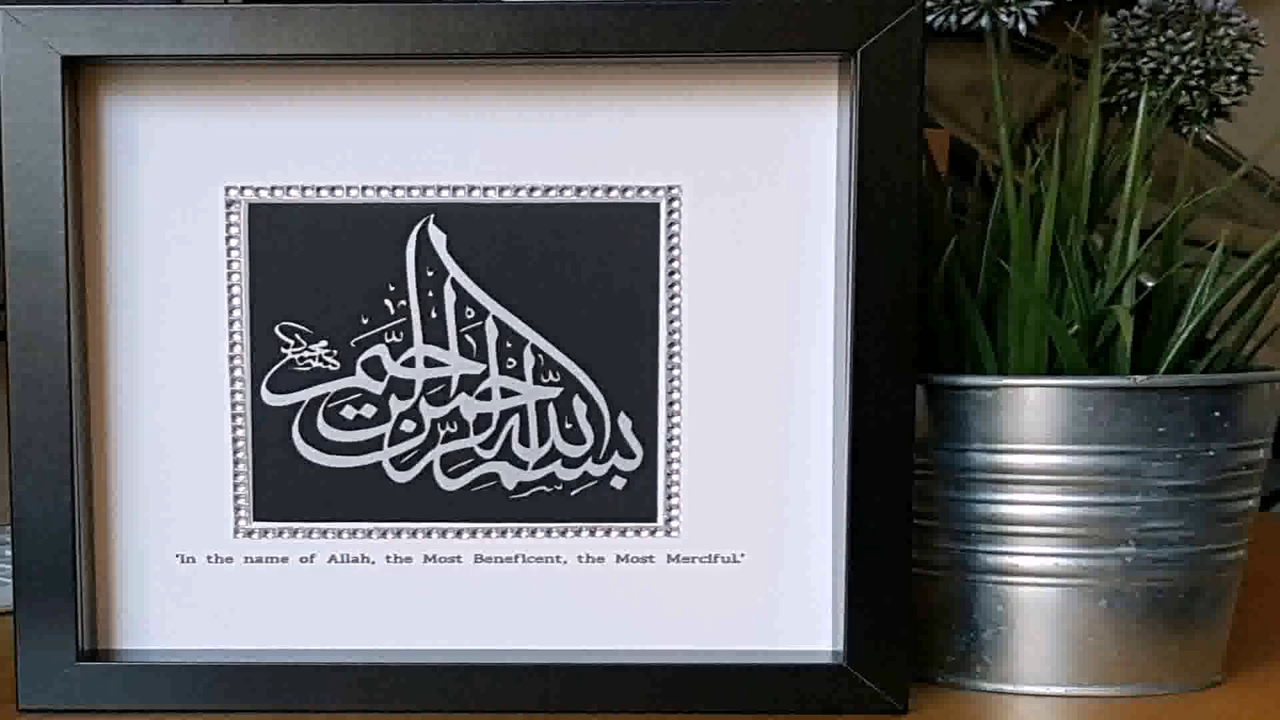 بسم الله الرحمن الرحيم
'In the name of Allah, the Most Beneficent, the Most Merciful.'